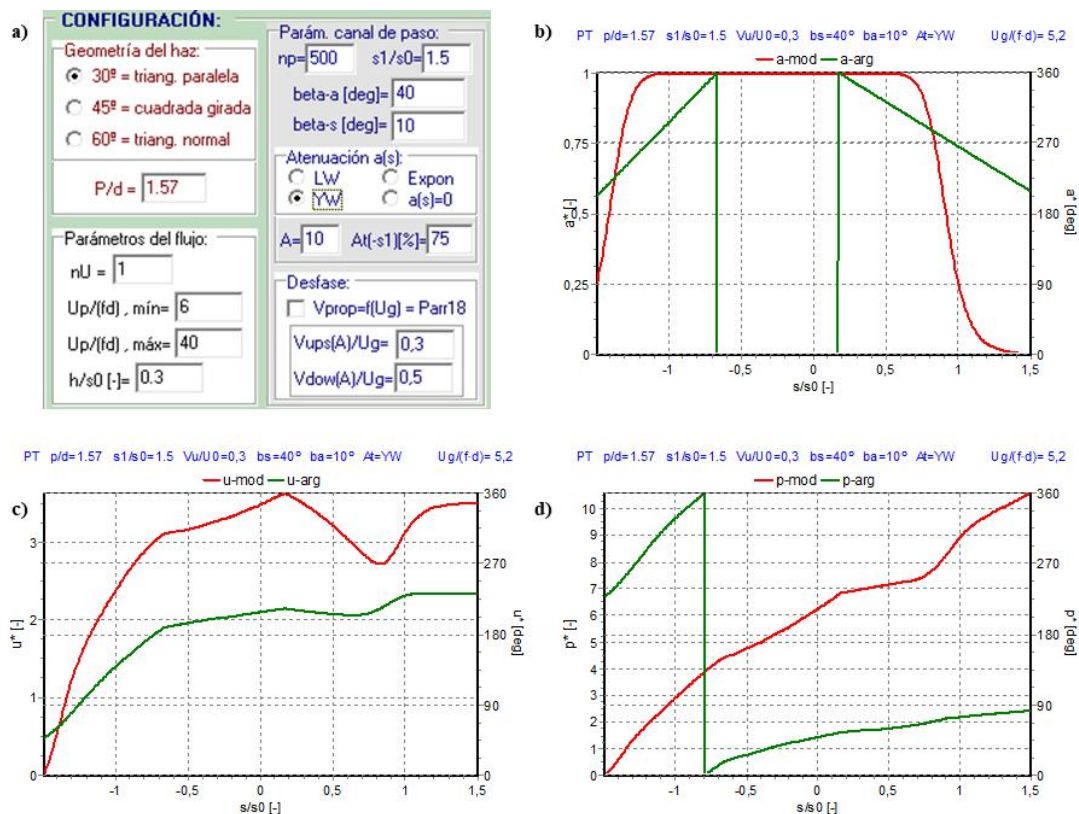 a)
CONFIGURACIÓN:
Geometría del haz:
30º = triang. paralela
45º = cuadrada girada
60º = triang. normal
P/d = 1.57
Parámetros del flujo:
nU = 1
Up/(fd) , mín= 6
Up/(fd) , máx= 40
h/s0 [-]= 0.3
Parám. canal de paso:
np= 500 s1/s0= 1.5
beta-a [deg]= 40
beta-s [deg]= 10
Atenuación a(s):
LW Expon
YW a(s)=0
A= 10 At(-s1)[%]= 75
Desfase:
Vprop=f(Ug) = Parr18
Vups(A)/Ug= 0,3
Vdow(A)/Ug= 0,5
b)
PT p/d=1.57 s1/s0=1.5 Vu/U0=0,3 bs=40º ba=10º At=YW Ug/(f·d)= 5,2
a-mod a-arg
1
0,75
0,5
0,25
0
a* [-]
360
270
180
90
0
a* [deg]
-1 -0,5 0 0,5 1 1,5
s/s0 [-]
c)
PT p/d=1.57 s1/s0=1.5 Vu/U0=0,3 bs=40º ba=10º At=YW Ug/(f·d)= 5,2
u-mod u-arg
3
2
1
0
u* [-]
360
270
180
90
0
u* [deg]
-1 -0,5 0 0,5 1 1,5
s/s0 [-]
d)
PT p/d=1.57 s1/s0=1.5 Vu/U0=0,3 bs=40º ba=10º At=YW Ug/(f·d)= 5,2
p-mod p-arg
10
9
8
7
6
5
4
3
2
1
0
p* [-]
360
270
180
90
0
p* [deg]
-1 -0,5 0 0,5 1 1,5
s/s0 [-]